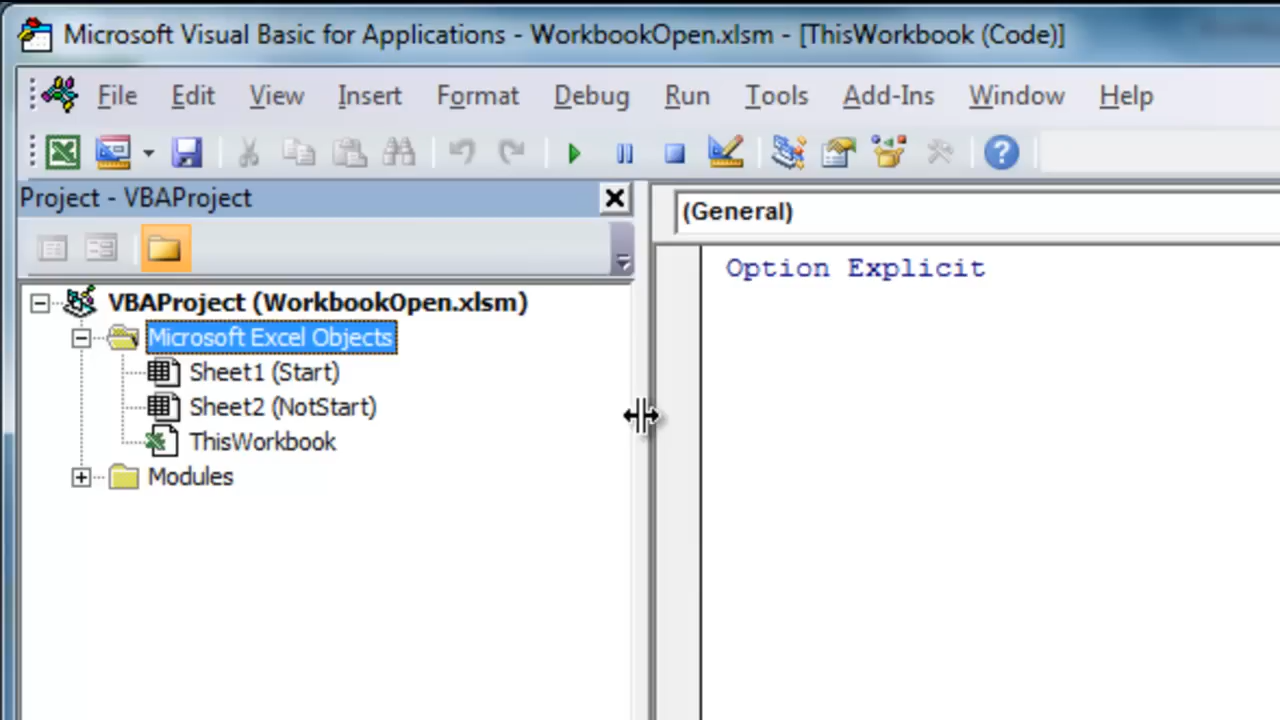 Microsoft Visual Basic for Applications - WorkbookOpen.xlsm - [ThisWorkbook (Code)]
File Edit View Insert Format Debug Run Tools Add-Ins Window Help
Project - VBAProject
(General)
Option Explicit
VBAProject (WorkbookOpen.xlsm)
Microsoft Excel Objects
Sheet1 (Start)
Sheet2 (NotStart)
ThisWorkbook
Modules